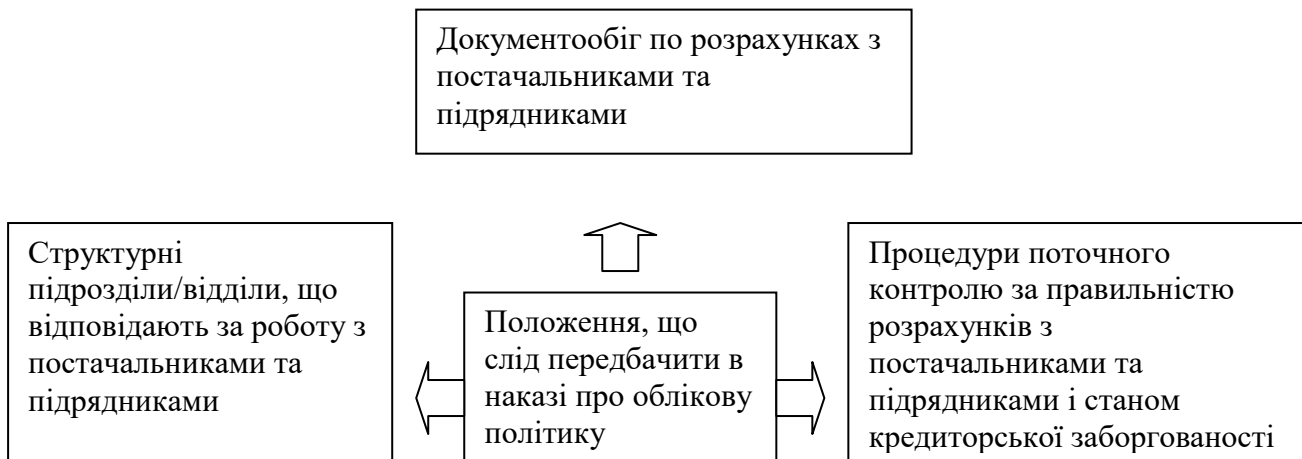 Документообіг по розрахунках з
постачальниками та
підрядниками
Структурні
підрозділи/відділи, що
відповідають за роботу з
постачальниками та
підрядниками
Положення, що
слід передбачити в
наказі про облікову
політику
Процедури поточного
контролю за правильністю
розрахунків з
постачальниками та
підрядниками і станом
кредиторської заборгованості